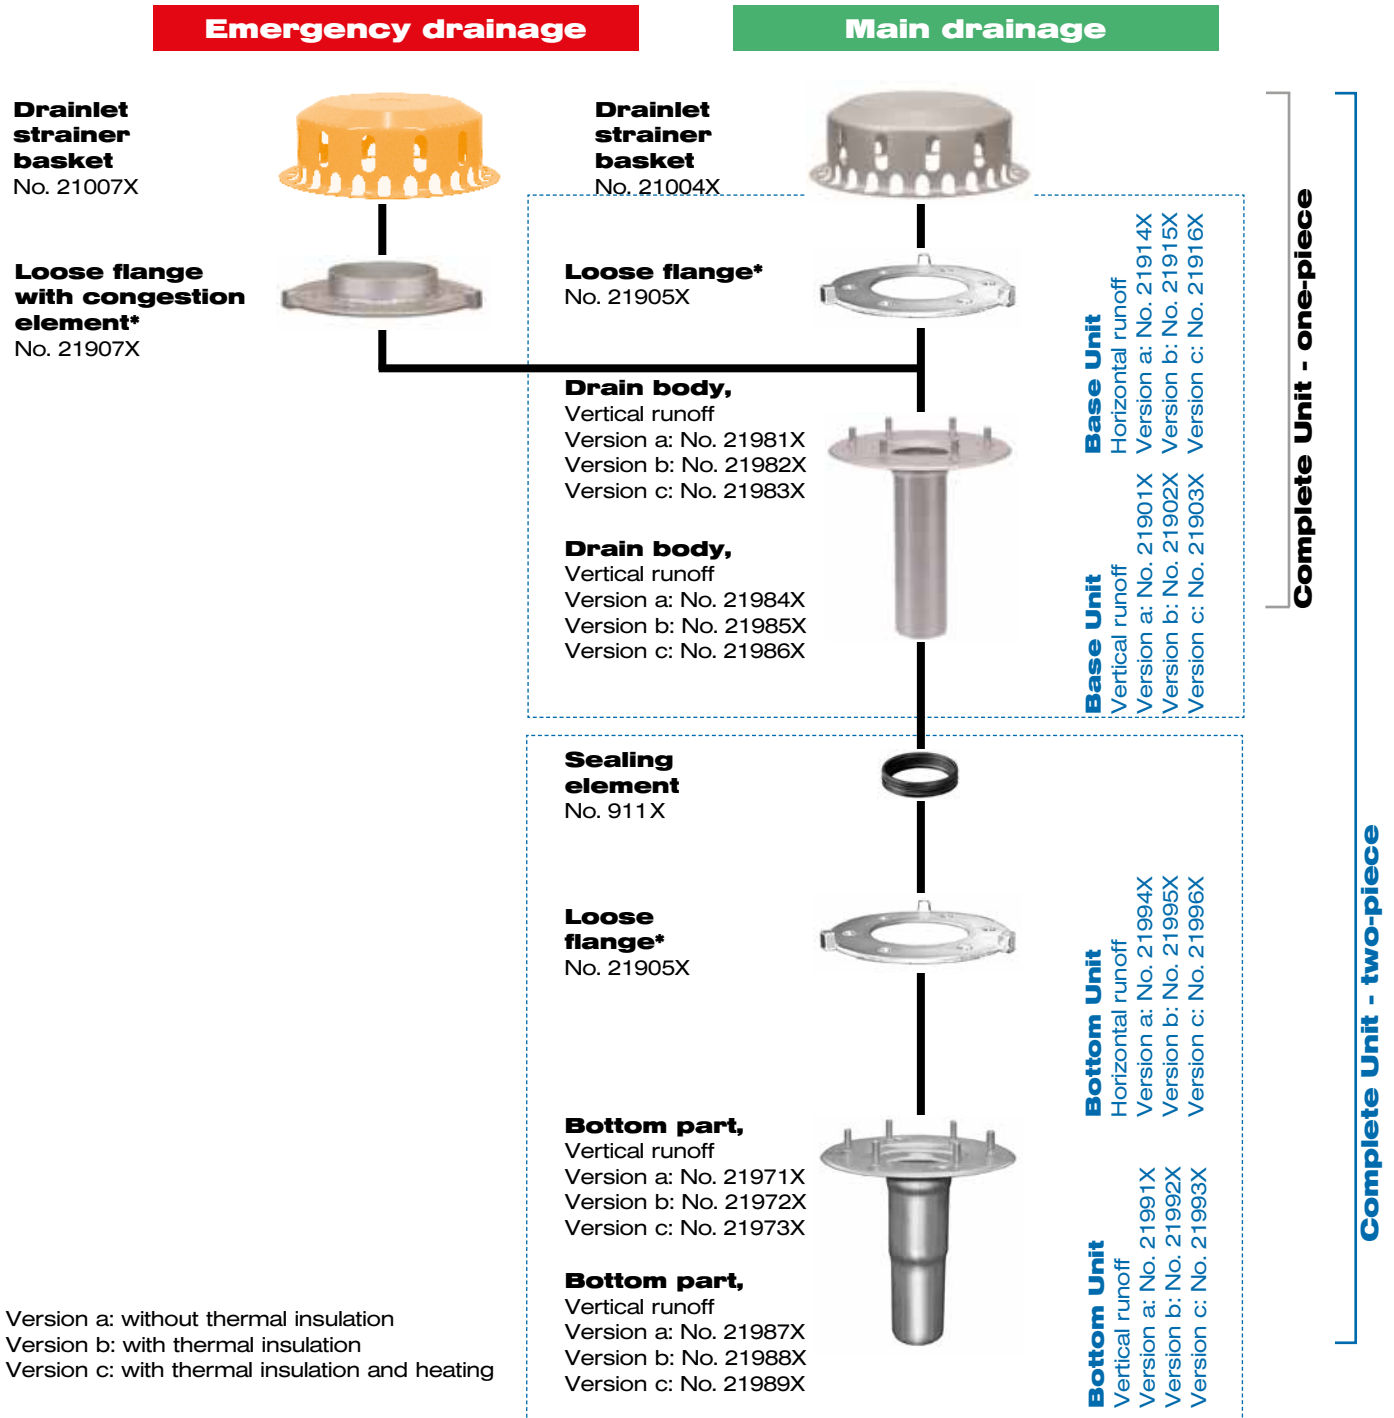 Emergency drainage
Main drainage
Drainlet
strainer
basket
No. 21007X
Drainlet
strainer
basket
No. 21004X
Loose flange
with congestion
element*
No. 21907X
Loose flange*
No. 21905X
Drain body,
Vertical runoff
Version a: No. 21981X
Version b: No. 21982X
Version c: No. 21983X
Drain body,
Vertical runoff
Version a: No. 21984X
Version b: No. 21985X
Version c: No. 21986X
Base Unit
Horizontal runoff
Version a: No. 21914X
Version b: No. 21915X
Version c: No. 21916X
Base Unit
Vertical runoff
Version a: No. 21901X
Version b: No. 21902X
Version c: No. 21903X
Complete Unit - one-piece
Sealing
element
No. 911X
Loose
flange*
No. 21905X
Bottom part,
Vertical runoff
Version a: No. 21971X
Version b: No. 21972X
Version c: No. 21973X
Bottom part,
Vertical runoff
Version a: No. 21987X
Version b: No. 21988X
Version c: No. 21989X
Bottom Unit
Horizontal runoff
Version a: No. 21994X
Version b: No. 21995X
Version c: No. 21996X
Bottom Unit
Vertical runoff
Version a: No. 21991X
Version b: No. 21992X
Version c: No. 21993X
Complete Unit - two-piece
Version a: without thermal insulation
Version b: with thermal insulation
Version c: with thermal insulation and heating